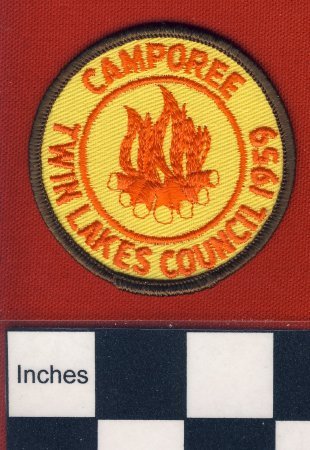 CAMPOREE
TWIN LAKES COUNCIL 1959
Inches